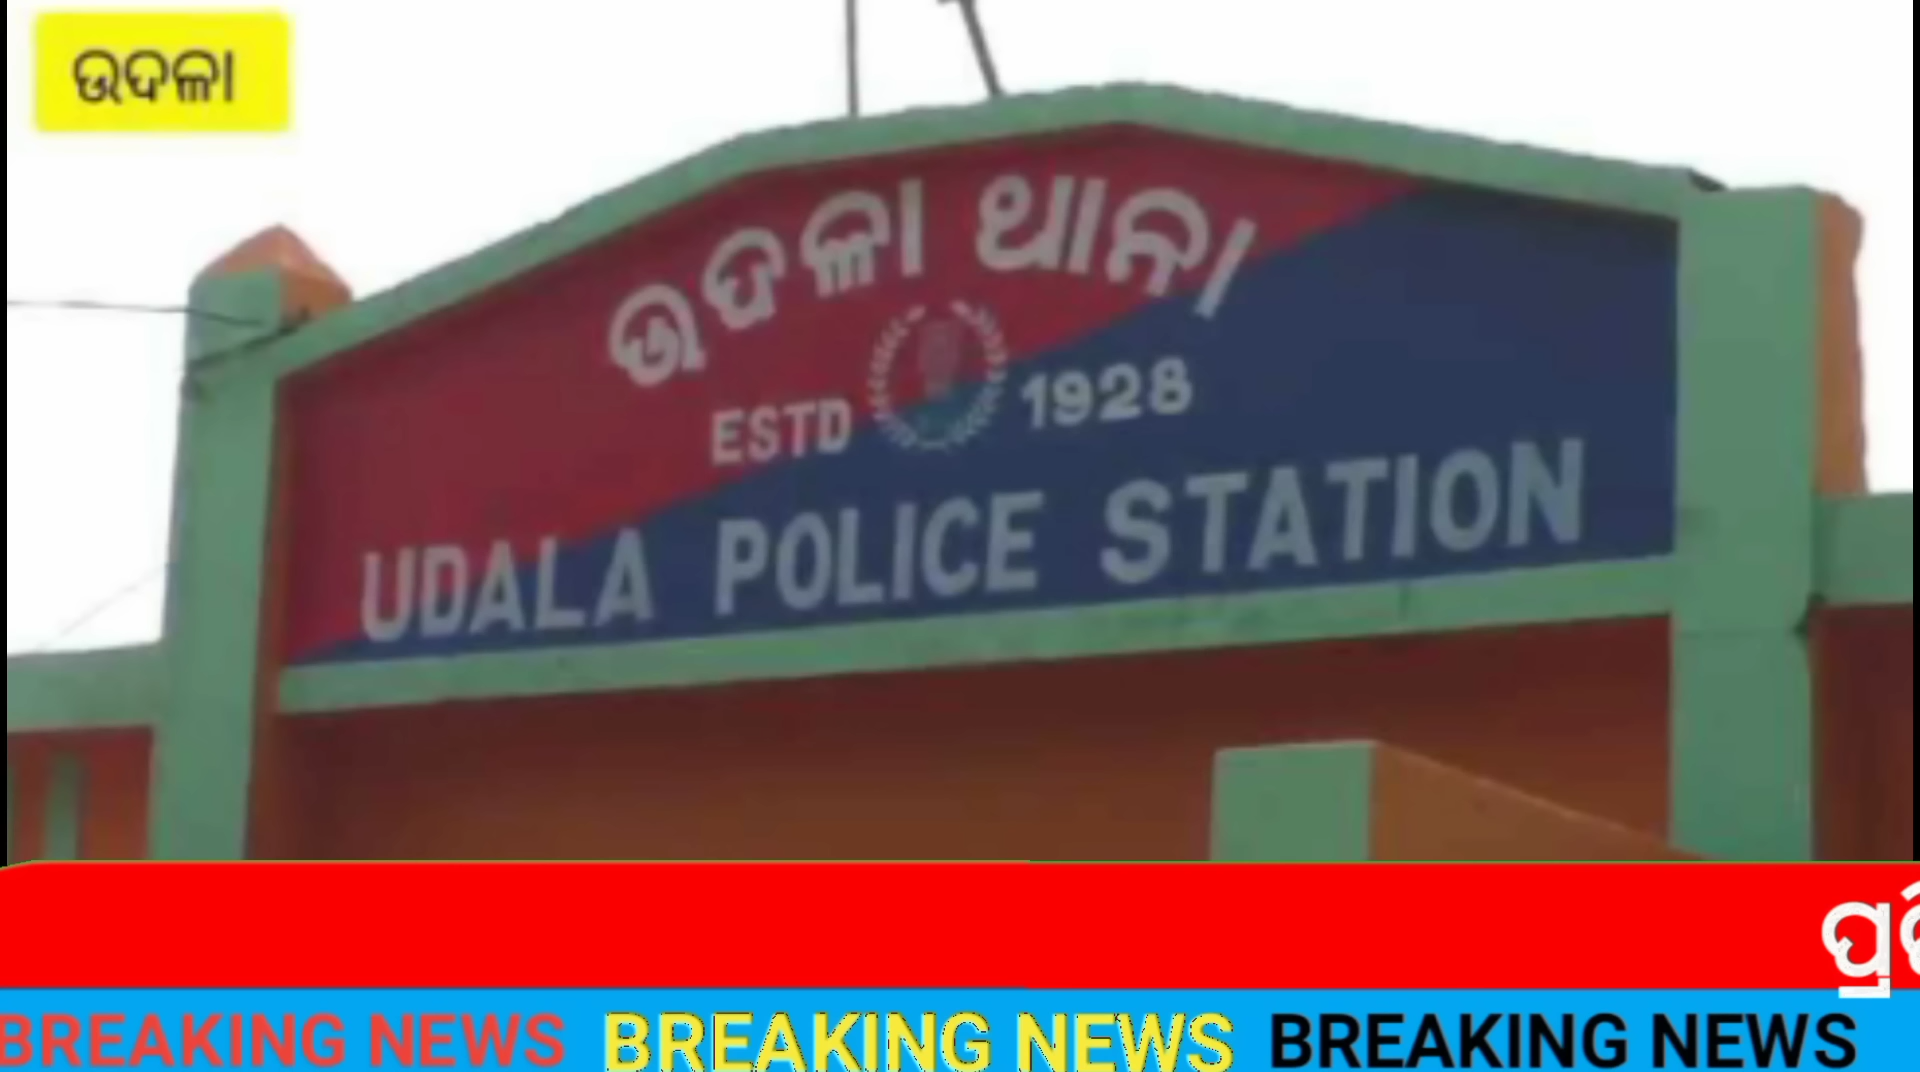 ଉଦଳା
ଉଦଳା ଥାନା
ESTD 1928
UDALA POLICE STATION
BREAKING NEWS BREAKING NEWS BREAKING NEWS